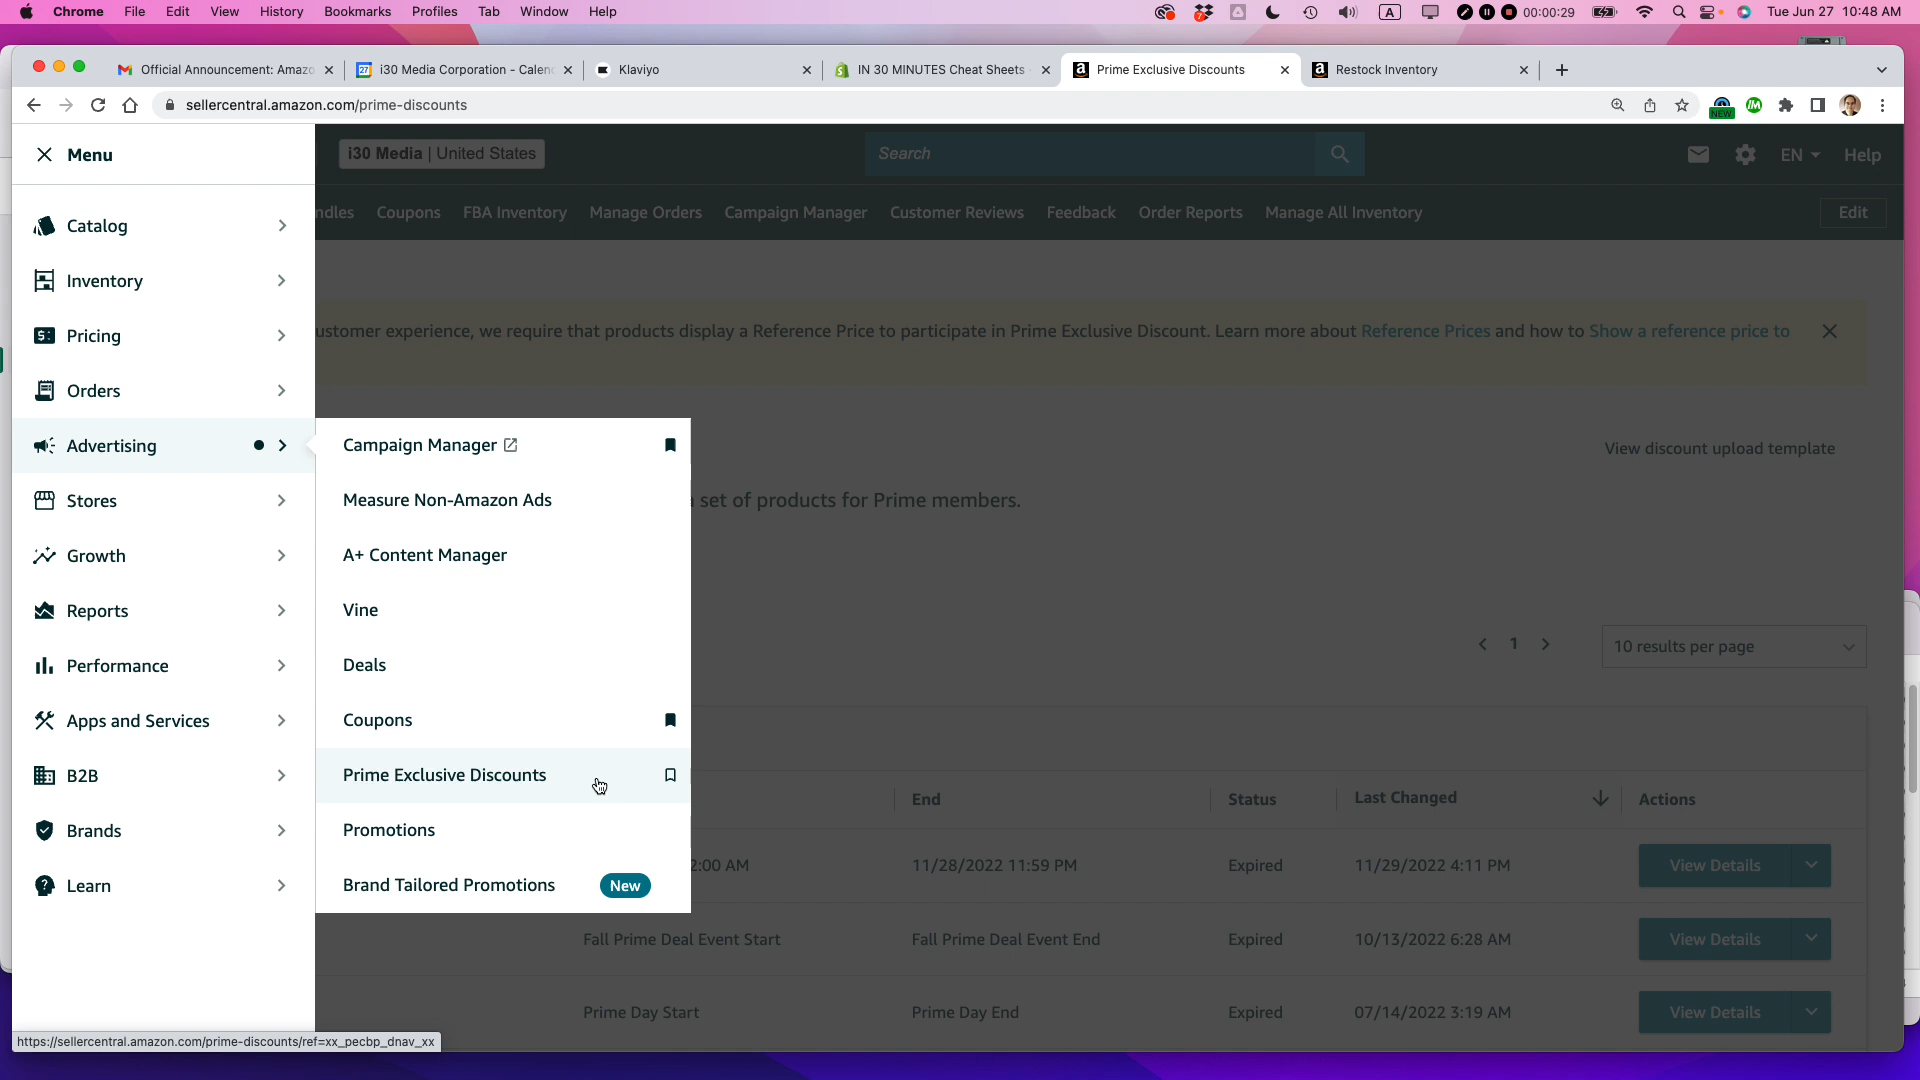 Chrome File Edit View History Bookmarks Profiles Tab Window Help
A 00:00:29 Tue Jun 27 10:48 AM
Official Announcement: Amazo
27 i30 Media Corporation - Calen
Klaviyo
IN 30 MINUTES Cheat Sheets
Prime Exclusive Discounts
Restock Inventory
sellercentral.amazon.com/prime-discounts
NEW
Menu
i30 Media | United States
Search
EN
Help
ndles Coupons FBA Inventory Manage Orders Campaign Manager Customer Reviews Feedback Order Reports Manage All Inventory
Edit
Catalog
Inventory
Pricing
Orders
Advertising
Stores
Growth
Reports
Performance
Apps and Services
B2B
Brands
Learn
ustomer experience, we require that products display a Reference Price to participate in Prime Exclusive Discount. Learn more about Reference Prices and how to Show a reference price to
Campaign Manager
Measure Non-Amazon Ads
A+ Content Manager
Vine
Deals
Coupons
Prime Exclusive Discounts
Promotions
Brand Tailored Promotions New
View discount upload template
set of products for Prime members.
1
10 results per page
End Status Last Changed Actions
2:00 AM 11/28/2022 11:59 PM Expired 11/29/2022 4:11 PM View Details
Fall Prime Deal Event Start Fall Prime Deal Event End Expired 10/13/2022 6:28 AM View Details
Prime Day Start Prime Day End Expired 07/14/2022 3:19 AM View Details
https://sellercentral.amazon.com/prime-discounts/ref=xx_pecbp_dnav_xx